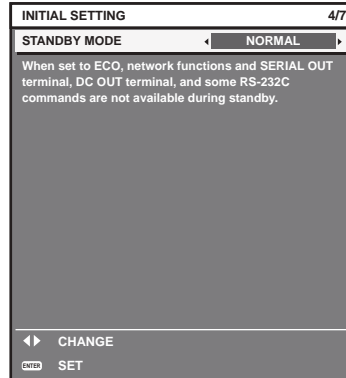 INITIAL SETTING 4/7
STANDBY MODE NORMAL
When set to ECO, network functions and SERIAL OUT
terminal, DC OUT terminal, and some RS-232C
commands are not available during standby.
CHANGE
ENTER SET